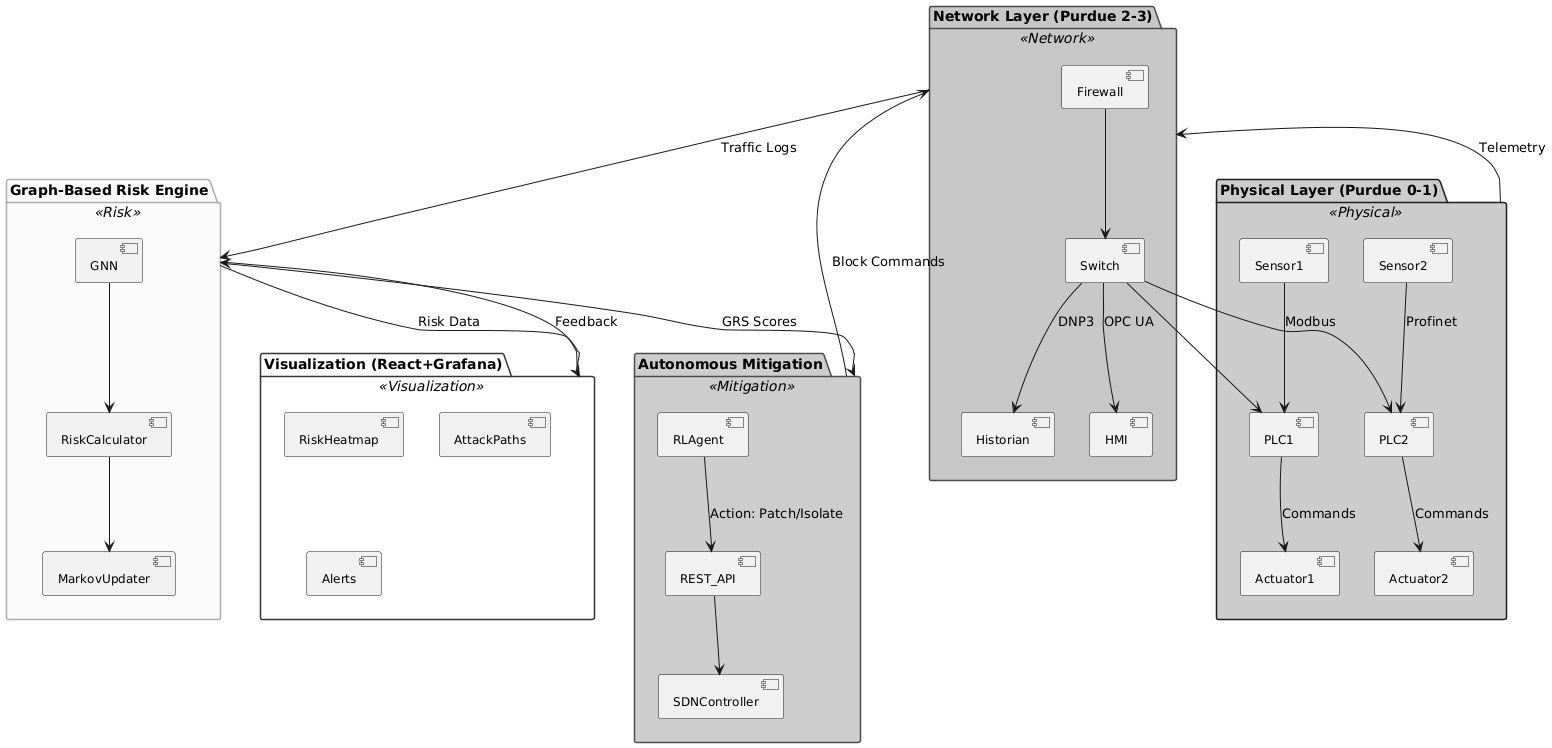 Network Layer (Purdue 2-3)
«Network»
Firewall
Traffic Logs
Telemetry
Graph-Based Risk Engine
«Risk»
Physical Layer (Purdue 0-1)
«Physical»
GNN
Block Commands
Switch
Sensor1
Sensor2
Risk Data
Feedback
GRS Scores
DNP3
OPC UA
Modbus
Profinet
Visualization (React+Grafana)
«Visualization»
Autonomous Mitigation
«Mitigation»
RiskCalculator
RiskHeatmap
AttackPaths
RLAgent
Historian
HMI
PLC1
PLC2
Action: Patch/Isolate
Commands
Commands
MarkovUpdater
Alerts
REST_API
Actuator1
Actuator2
SDNController